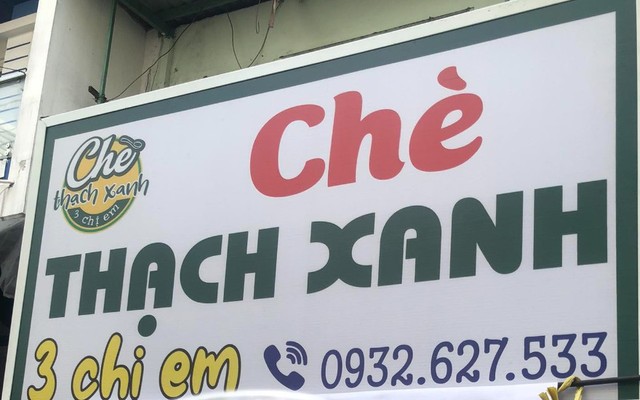 Chè
thạch xanh
3 chị em
Chè
THẠCH XANH
3 chị em 0932.627.533